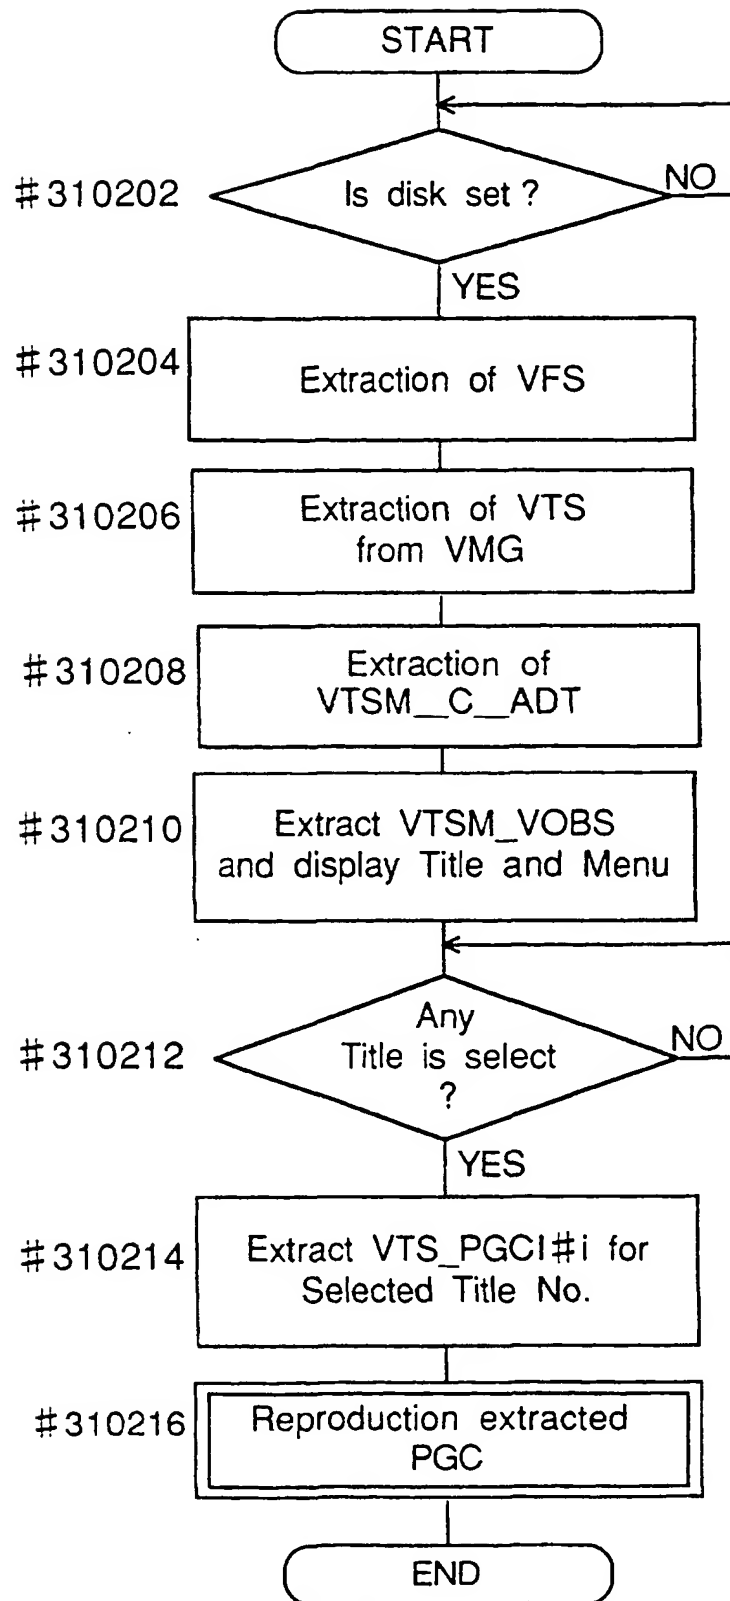 START
#310202
Is disk set ?
NO
YES
#310204
Extraction of VFS
#310206
Extraction of VTS
from VMG
#310208
Extraction of
VTSM__C__ADT
#310210
Extract VTSM_VOBS
and display Title and Menu
Any
#310212
Title is select
NO
?
YES
#310214
Extract VTS_PGCI#i for
Selected Title No.
#310216
Reproduction extracted
PGC
END